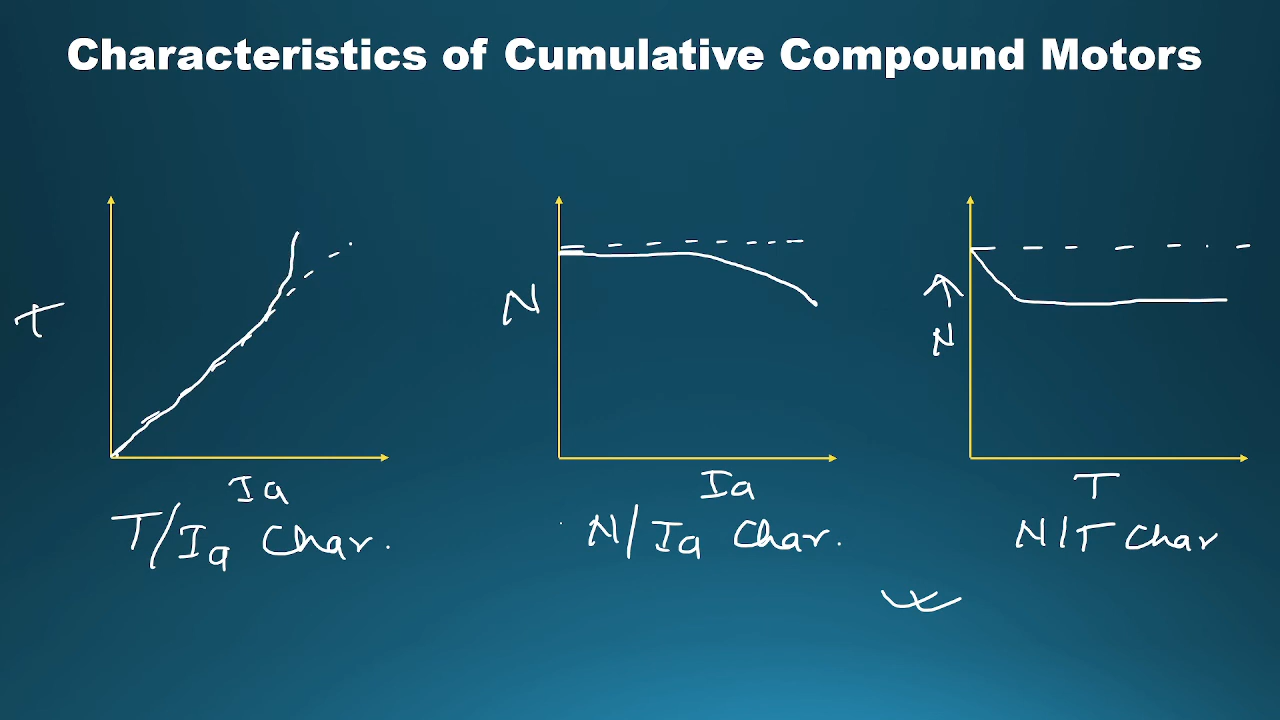 Characteristics of Cumulative Compound Motors
T
N
N
Ia
Ia
T
T/Ia Char.
N/Ia Char.
N/T Char